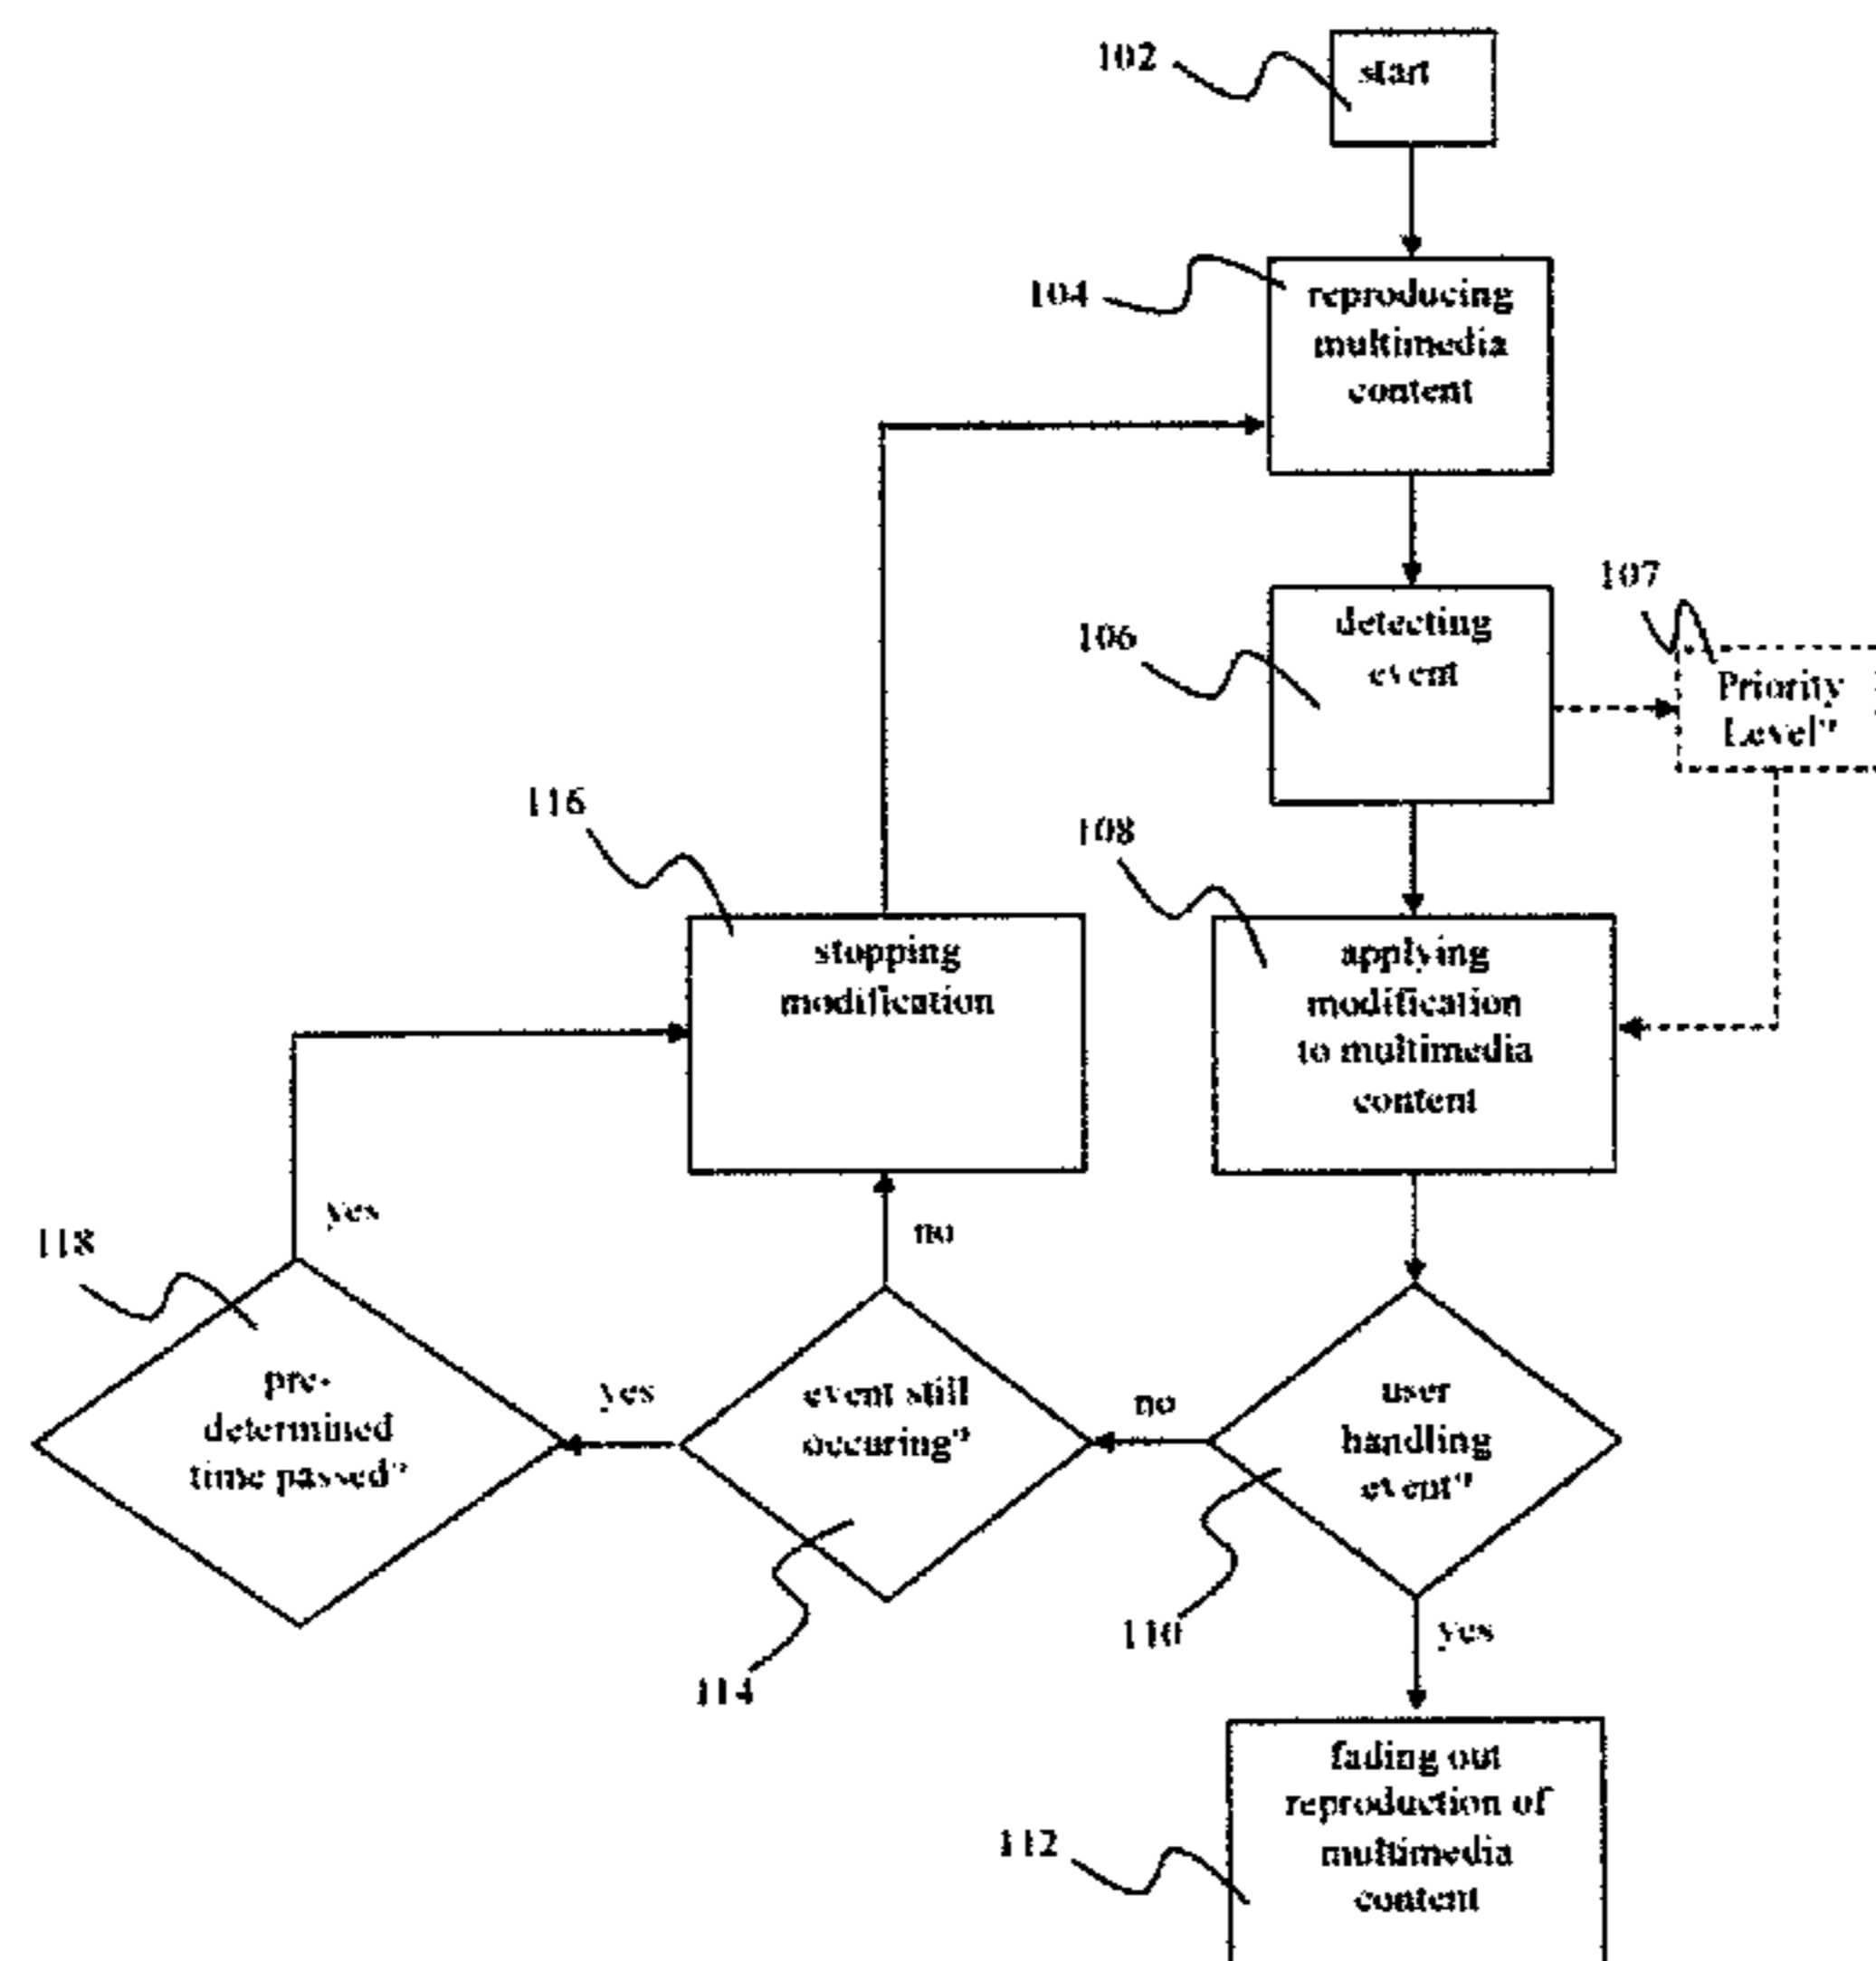 102
start
104
reproducing
multimedia
content
106
detecting
event
107
Priority
Level?
116
stopping
modification
108
applying
modification
to multimedia
content
118
yes
no
pre-
determined
time passed?
yes
event still
occuring?
no
user
handling
event?
114
110
yes
112
fading out
reproduction of
multimedia
content